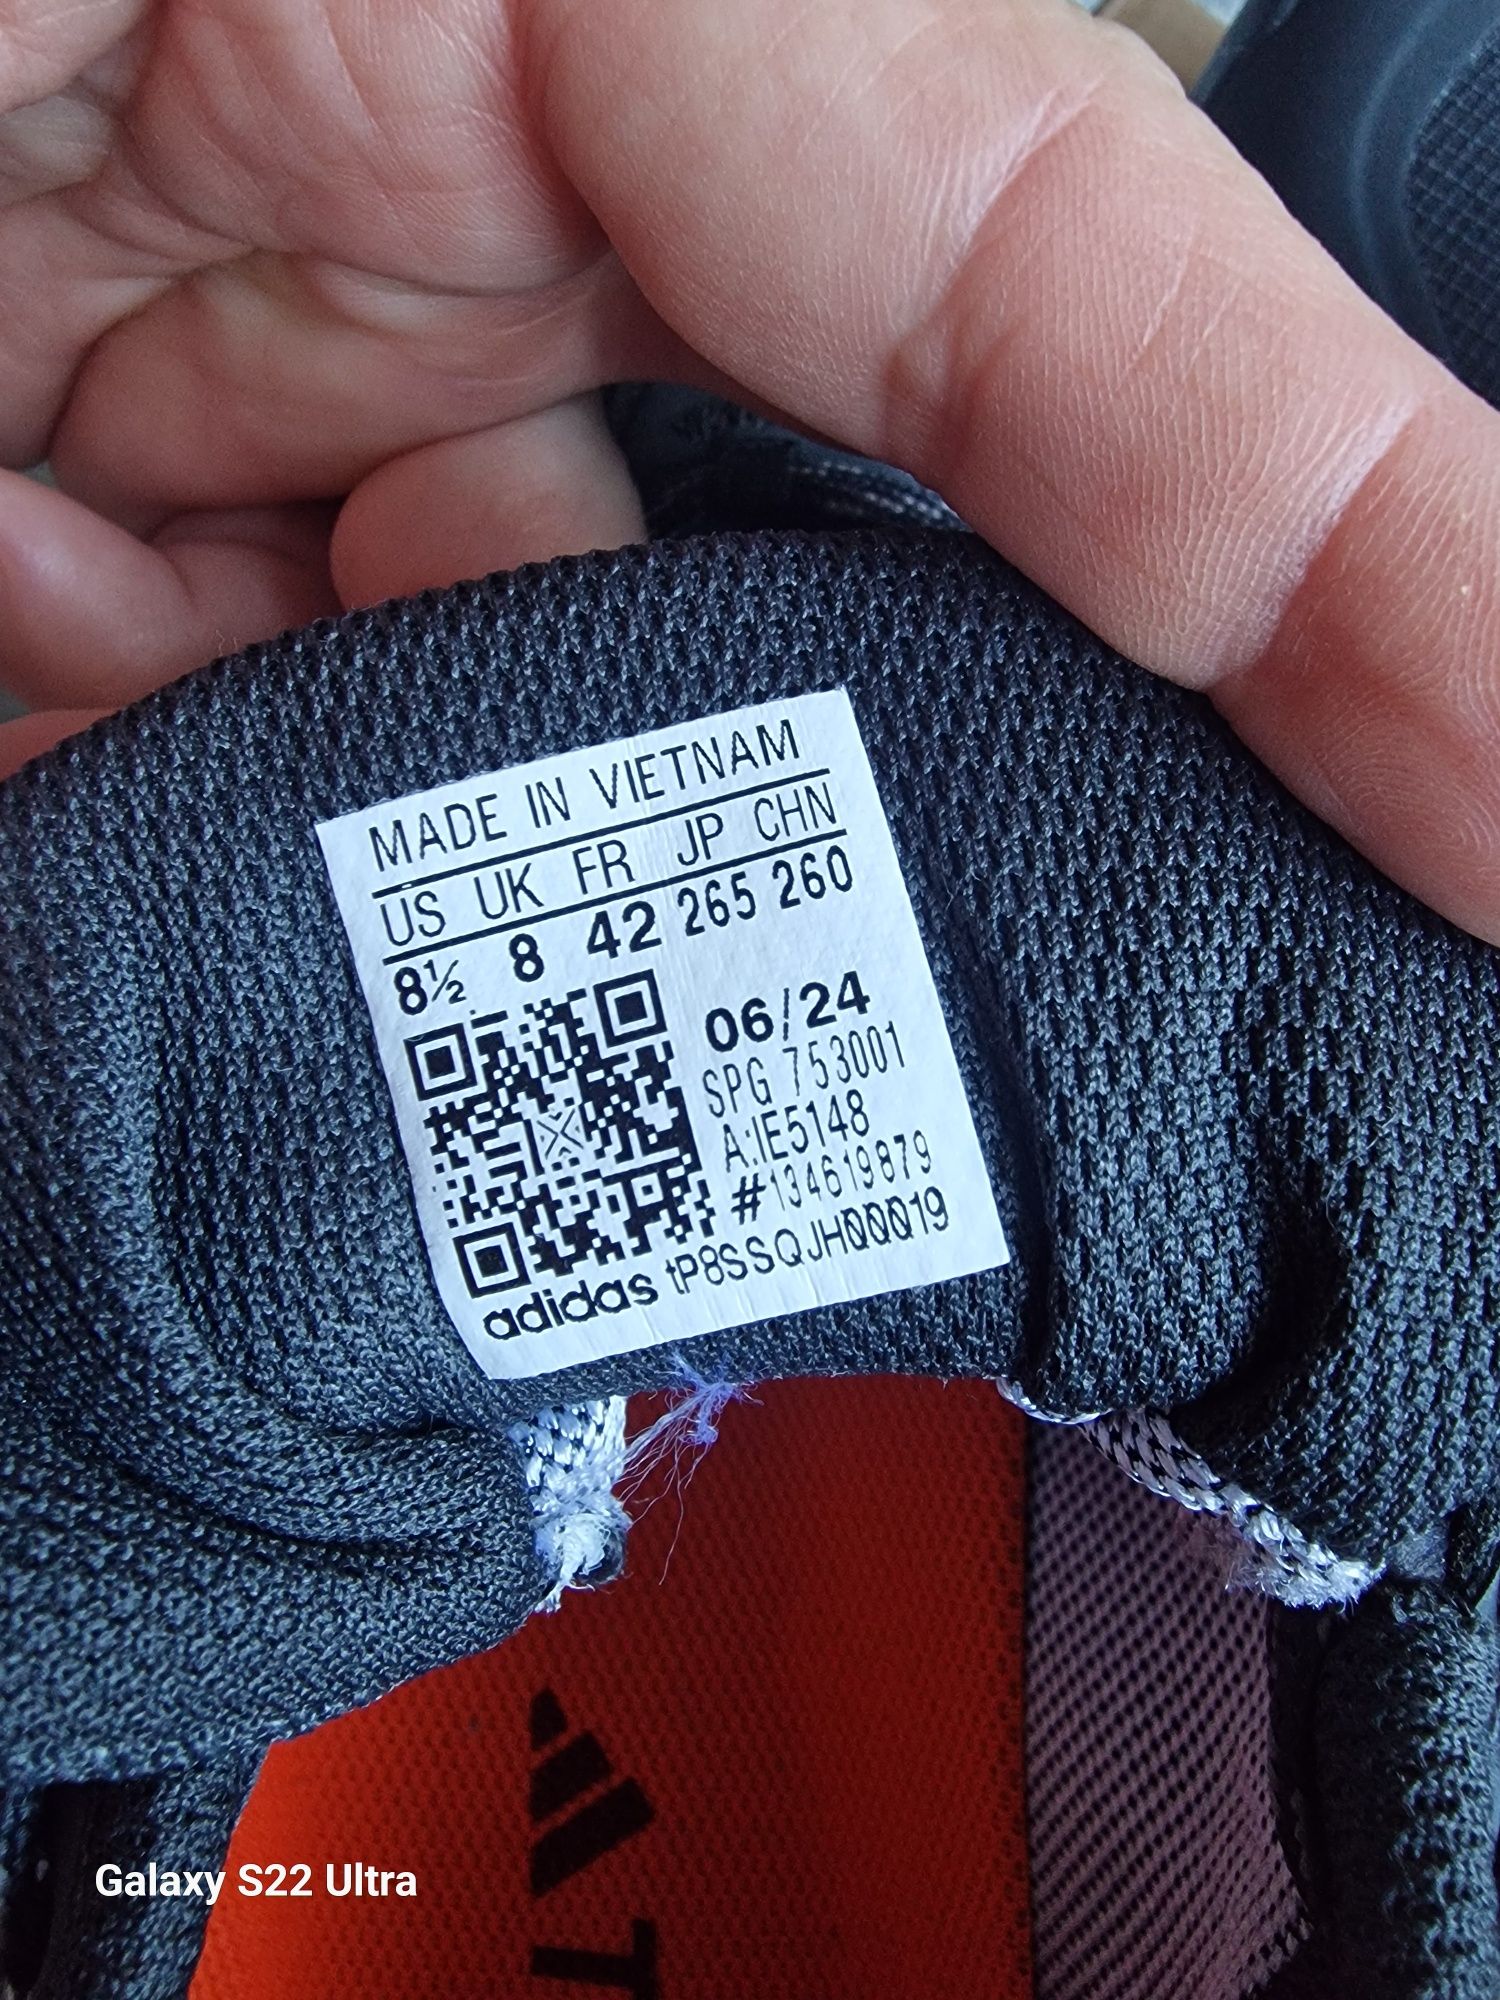 MADE IN VIETNAM
US UK FR JP CHN
8½ 8 42 265 260
06/24
SPG 753001
A:IE5148
#134619879
adidas tP8SSQJH00019
T
Galaxy S22 Ultra